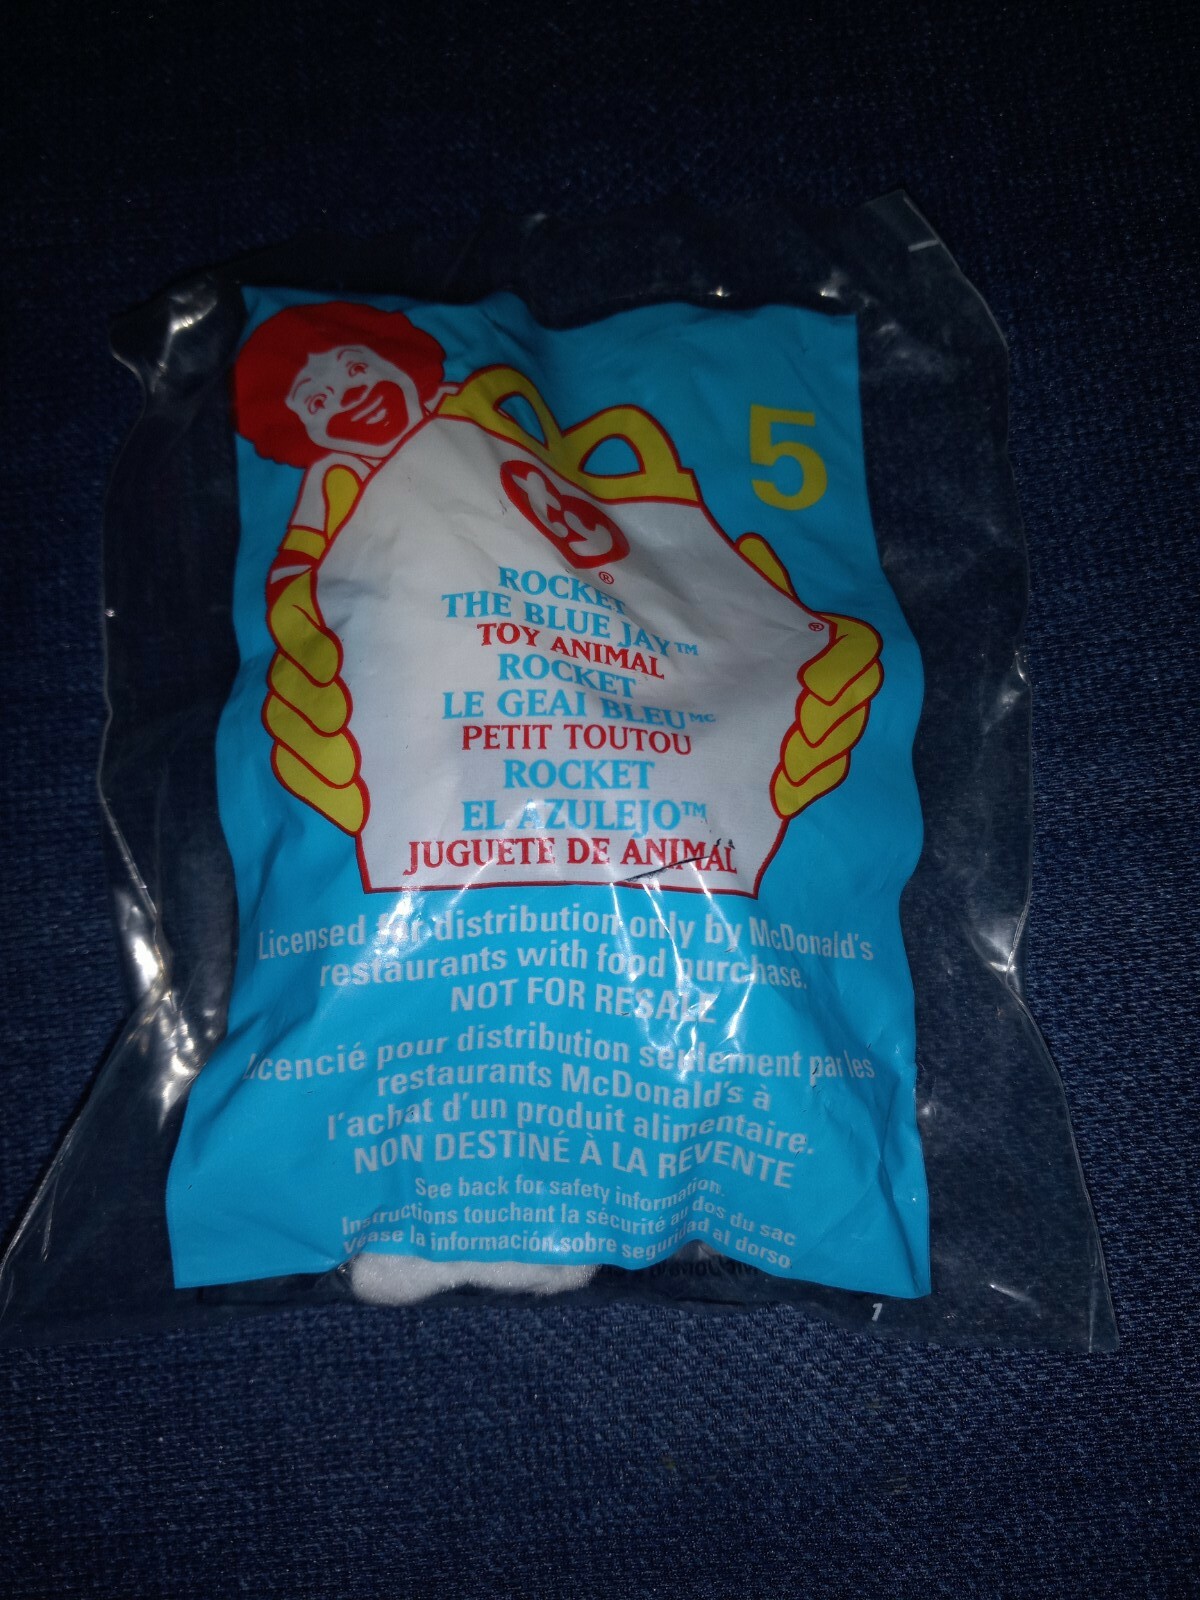 5
ty®
ROCKET
THE BLUE JAY™
TOY ANIMAL
ROCKET
LE GEAI BLEU MC
PETIT TOUTOU
ROCKET
EL AZULEJO™
JUGUETE DE ANIMAL
®
Licensed for distribution only by McDonald's
restaurants with food purchase.
NOT FOR RESALE
Licencié pour distribution seulement par les
restaurants McDonald's à
l'achat d'un produit alimentaire.
NON DESTINÉ À LA REVENTE
See back for safety information.
Instructions touchant la sécurité au dos du sac
Véase la información sobre seguridad al dorso
1